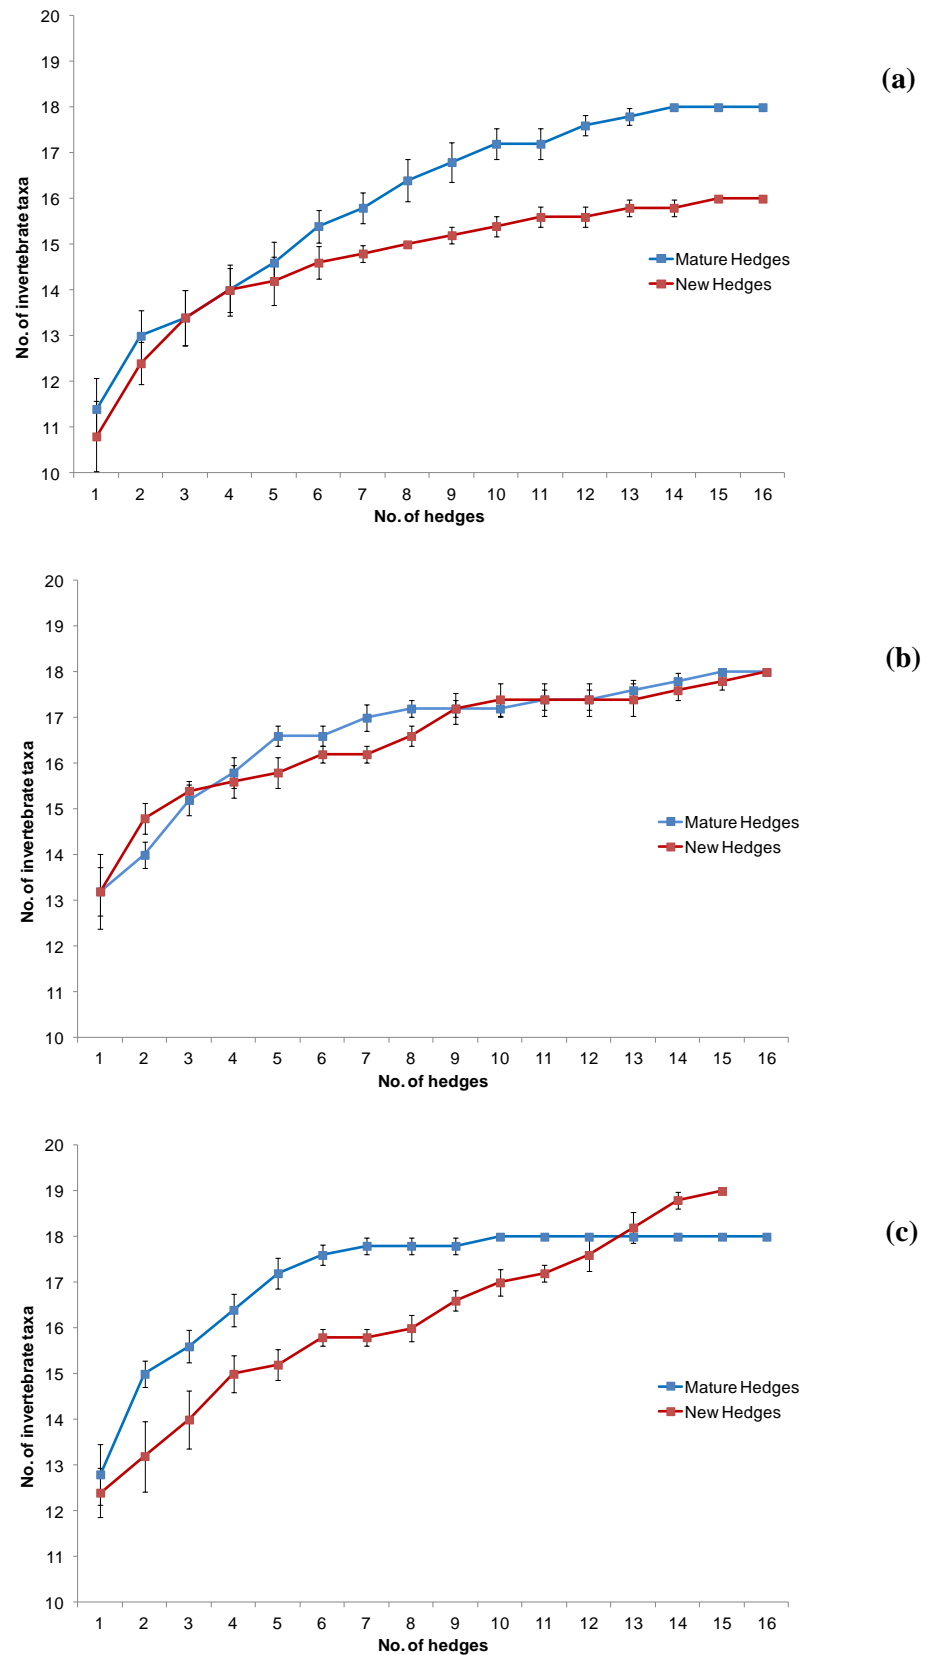 20
19
18
17
16
15
14
13
12
11
10
No. of invertebrate taxa
1 2 3 4 5 6 7 8 9 10 11 12 13 14 15 16
No. of hedges
Mature Hedges
New Hedges
(a)
20
19
18
17
16
15
14
13
12
11
10
No. of invertebrate taxa
1 2 3 4 5 6 7 8 9 10 11 12 13 14 15 16
No. of hedges
Mature Hedges
New Hedges
(b)
20
19
18
17
16
15
14
13
12
11
10
No. of invertebrate taxa
1 2 3 4 5 6 7 8 9 10 11 12 13 14 15 16
No. of hedges
Mature Hedges
New Hedges
(c)